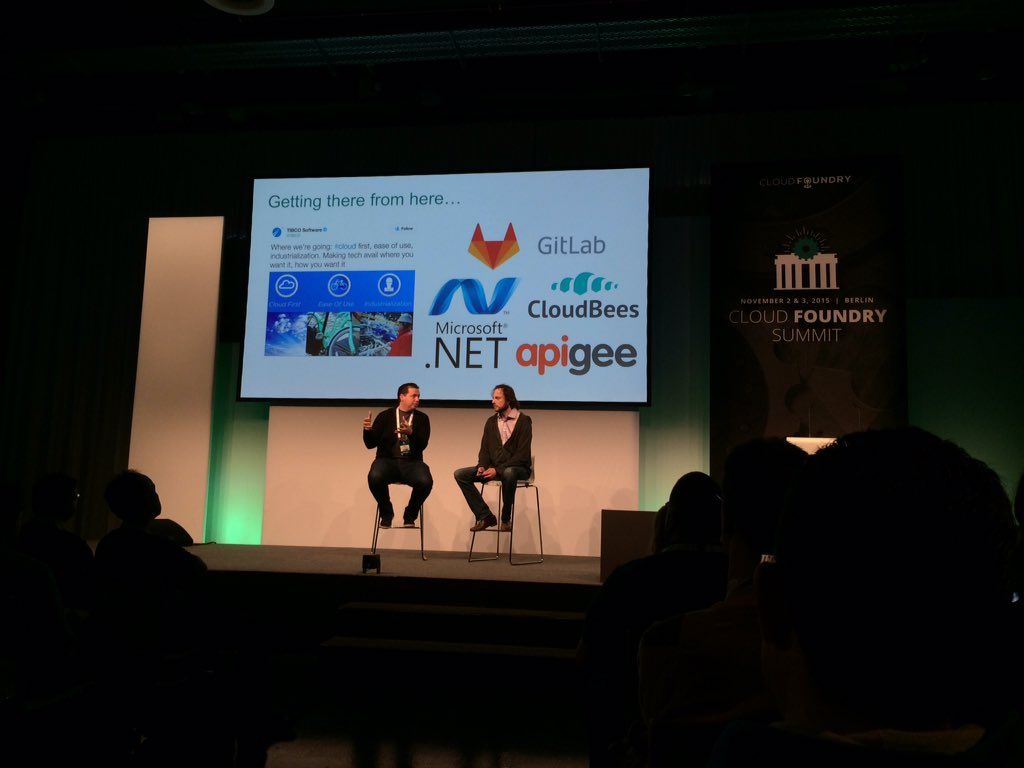 Getting there from here…
TIBCO Software
Follow
Where we're going: #cloud first, ease of use,
industrialization. Making tech avail where you
want it, how you want it
Cloud First
Ease Of Use
Industrialization
GitLab
CloudBees
Microsoft®
.NET
apigee
CLOUD FOUNDRY
NOVEMBER 2 & 3, 2015 | BERLIN
CLOUD FOUNDRY
SUMMIT